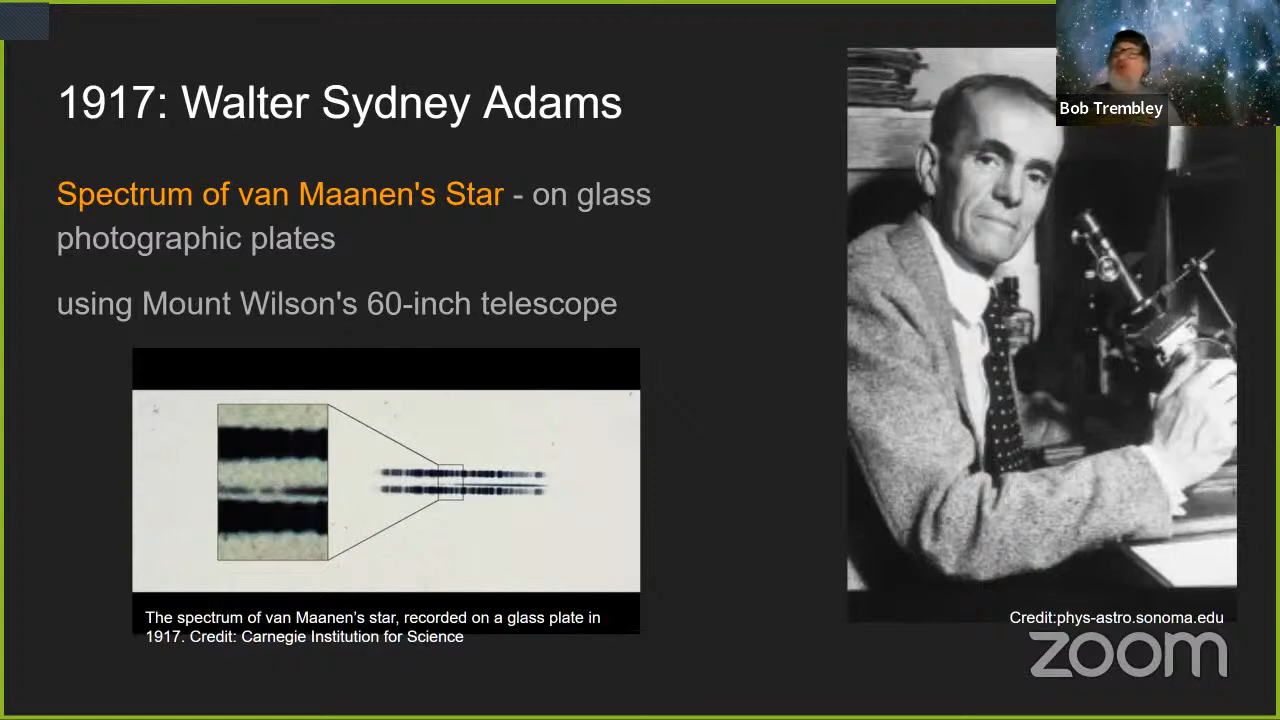 1917: Walter Sydney Adams
Spectrum of van Maanen's Star - on glass
photographic plates
using Mount Wilson's 60-inch telescope
The spectrum of van Maanen's star, recorded on a glass plate in
1917. Credit: Carnegie Institution for Science
Bob Trembley
Credit:phys-astro.sonoma.edu
zoom